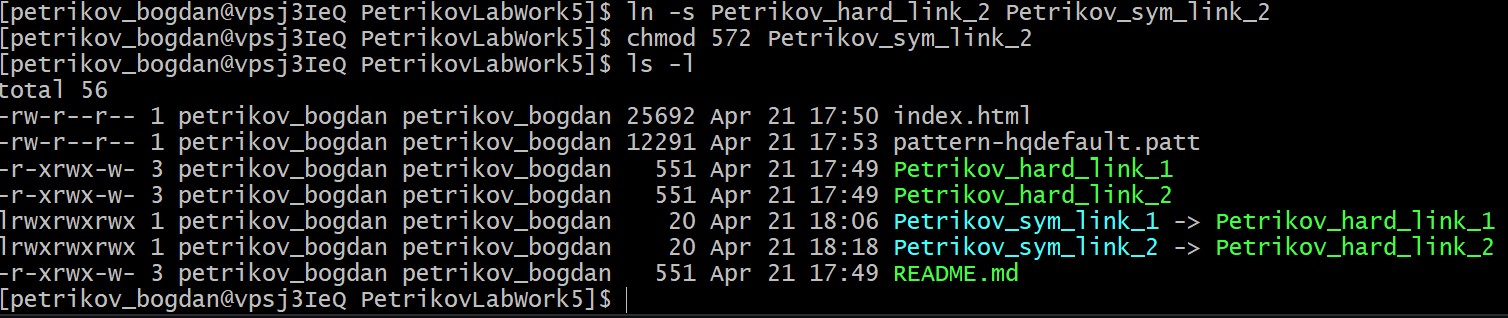 [petrikov_bogdan@vpsj3IeQ PetrikovLabWork5]$ ln -s Petrikov_hard_link_2 Petrikov_sym_link_2
[petrikov_bogdan@vpsj3IeQ PetrikovLabWork5]$ chmod 572 Petrikov_sym_link_2
[petrikov_bogdan@vpsj3IeQ PetrikovLabWork5]$ ls -l
total 56
-rw-r--r-- 1 petrikov_bogdan petrikov_bogdan 25692 Apr 21 17:50 index.html
-rw-r--r-- 1 petrikov_bogdan petrikov_bogdan 12291 Apr 21 17:53 pattern-hqdefault.patt
-r-xrwx-w- 3 petrikov_bogdan petrikov_bogdan   551 Apr 21 17:49 Petrikov_hard_link_1
-r-xrwx-w- 3 petrikov_bogdan petrikov_bogdan   551 Apr 21 17:49 Petrikov_hard_link_2
lrwxrwxrwx 1 petrikov_bogdan petrikov_bogdan    20 Apr 21 18:06 Petrikov_sym_link_1 -> Petrikov_hard_link_1
lrwxrwxrwx 1 petrikov_bogdan petrikov_bogdan    20 Apr 21 18:18 Petrikov_sym_link_2 -> Petrikov_hard_link_2
-r-xrwx-w- 3 petrikov_bogdan petrikov_bogdan   551 Apr 21 17:49 README.md
[petrikov_bogdan@vpsj3IeQ PetrikovLabWork5]$